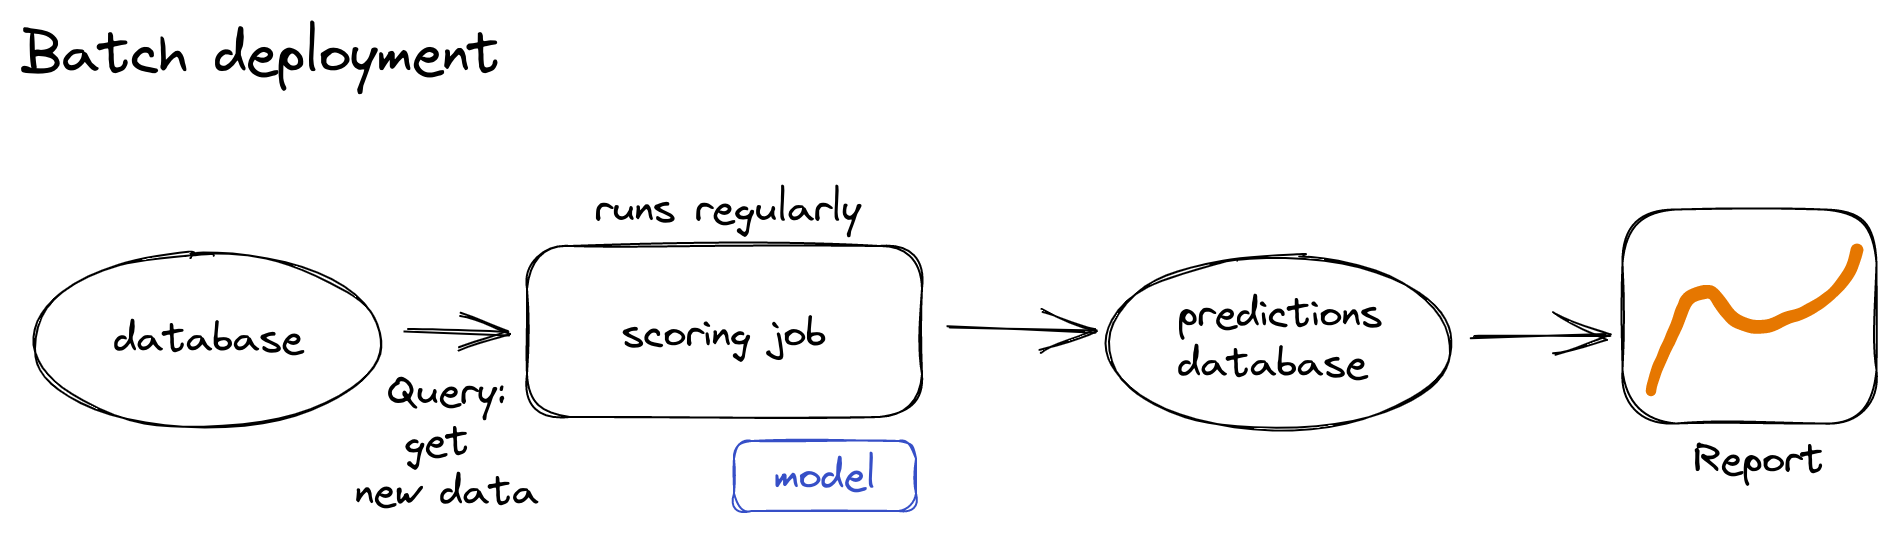 Batch deployment
runs regularly
database
scoring job
predictions
database
Query:
get
new data
model
Report